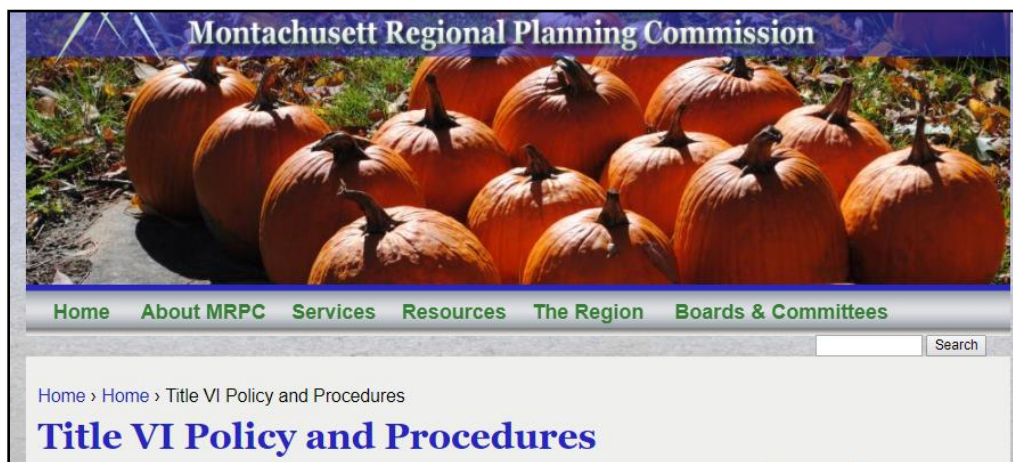 Montachusett Regional Planning Commission
Home About MRPC Services Resources The Region Boards & Committees
Search
Home › Home › Title VI Policy and Procedures
Title VI Policy and Procedures